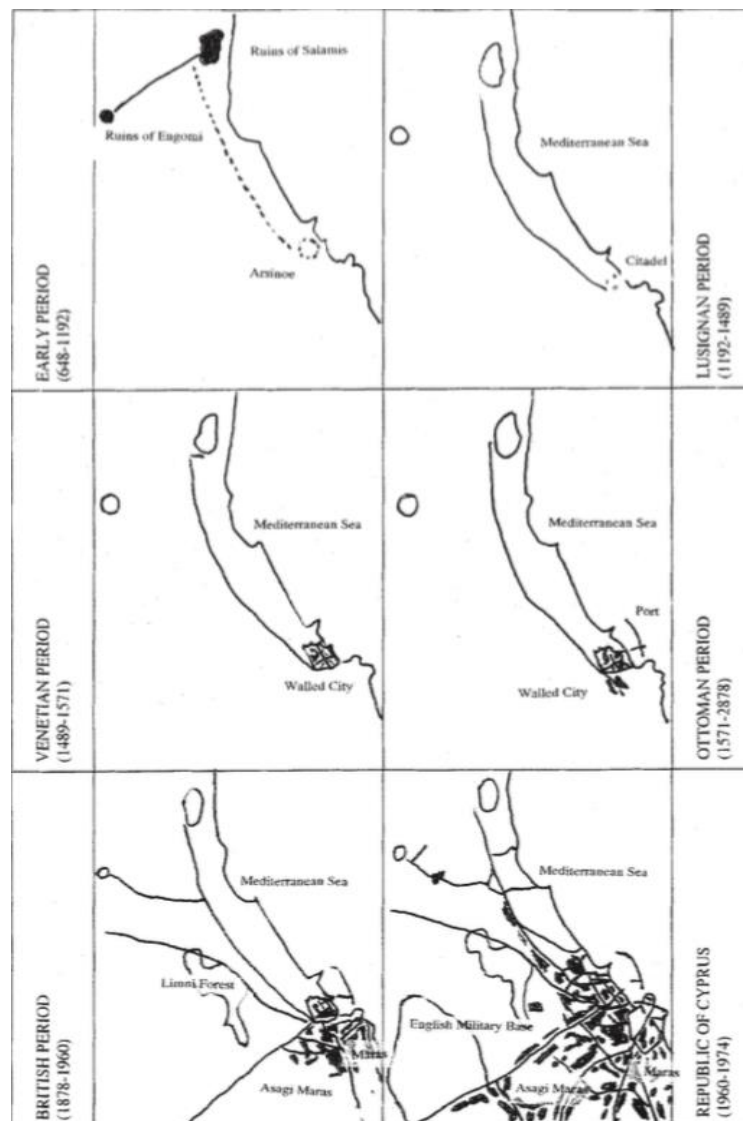 EARLY PERIOD
(648-1192)
Ruins of Salamis
Ruins of Engomi
Arsinoe
LUSIGNAN PERIOD
(1192-1489)
Mediterranean Sea
Citadel
VENETIAN PERIOD
(1489-1571)
Mediterranean Sea
Walled City
OTTOMAN PERIOD
(1571-2878)
Mediterranean Sea
Port
Walled City
BRITISH PERIOD
(1878-1960)
Mediterranean Sea
Limni Forest
Maras
Asagi Maras
REPUBLIC OF CYPRUS
(1960-1974)
Mediterranean Sea
English Military Base
Asagi Maras
Maras